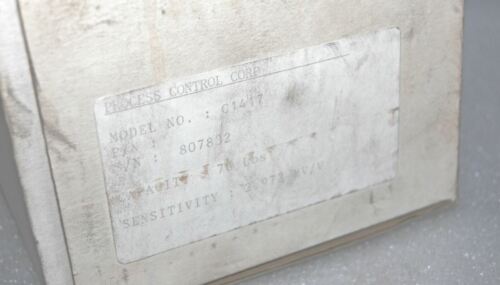 PROCESS CONTROL CORP
MODEL NO. : C1417
P/N :
S/N : 807832
CAPACITY : 70 Lbs
SENSITIVITY :